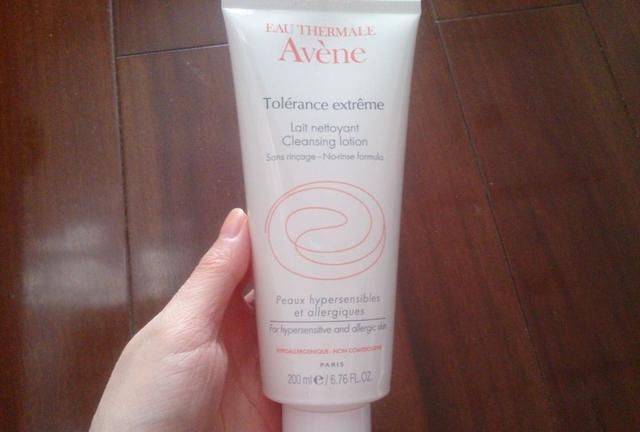 EAU THERMALE
Avène
Tolérance extrême
Lait nettoyant
Cleansing lotion
Sans rinçage – No-rinse formula
Peaux hypersensibles
et allergiques
For hypersensitive and allergic skin
HYPOALLERGENIQUE - NON COMEDOGENE
PARIS
200 ml ℮ / 6.76 FL.OZ.